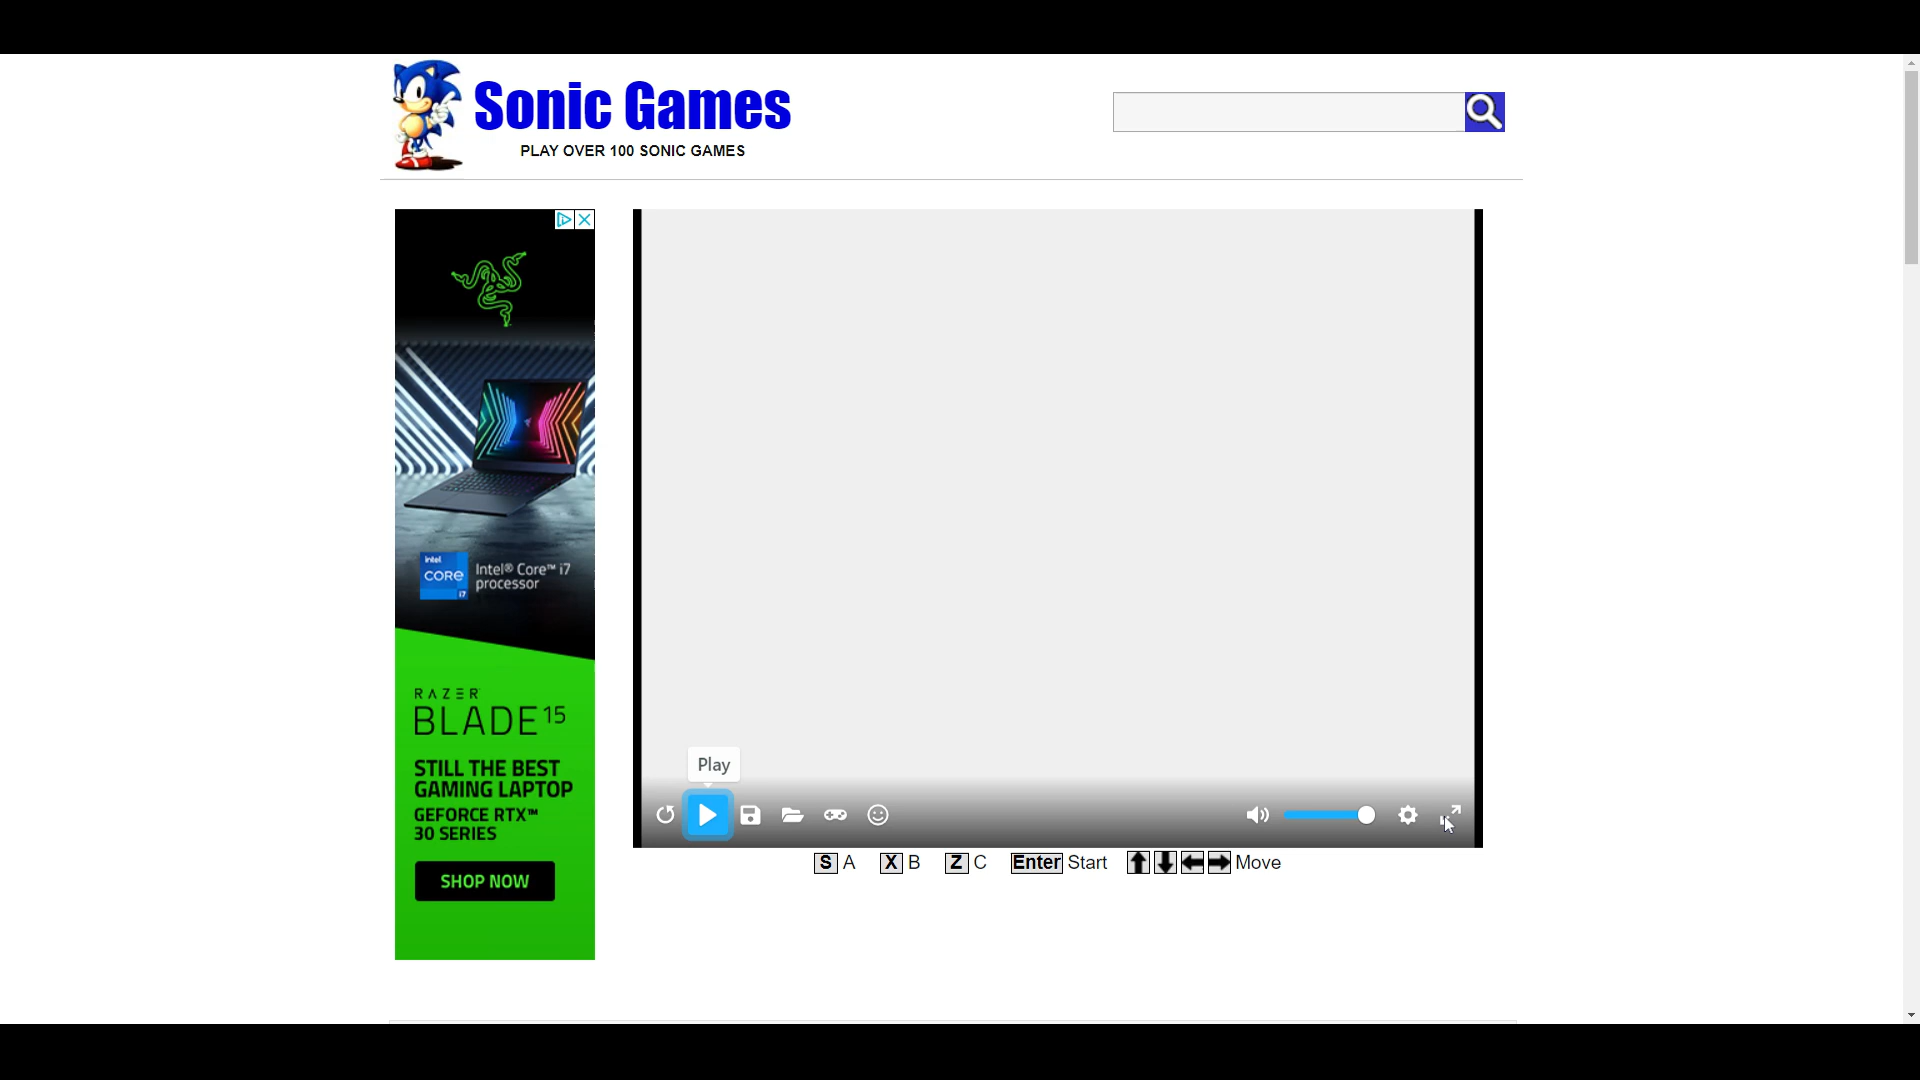 Sonic Games
PLAY OVER 100 SONIC GAMES
intel
CORE
i7
Intel® Core™ i7
processor
RAZER
BLADE 15
STILL THE BEST
GAMING LAPTOP
GEFORCE RTX™
30 SERIES
SHOP NOW
Play
S A X B Z C Enter Start Move